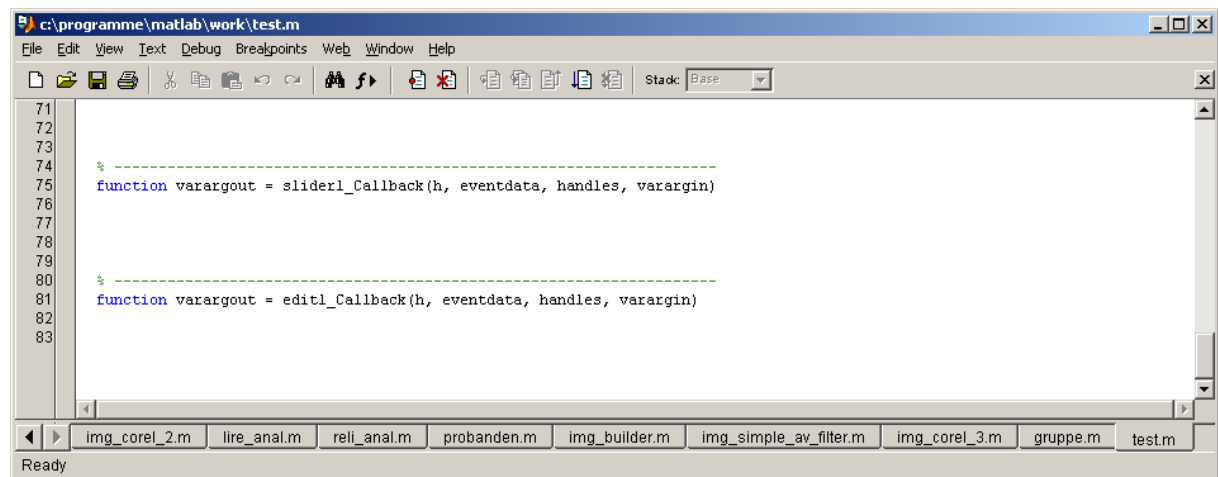 c:\programme\matlab\work\test.m
File Edit View Text Debug Breakpoints Web Window Help
Stack: Base
71
72
73
74 % --------------------------------------------------------------------
75 function varargout = slider1_Callback(h, eventdata, handles, varargin)
76
77
78
79
80 % --------------------------------------------------------------------
81 function varargout = edit1_Callback(h, eventdata, handles, varargin)
82
83
img_corel_2.m lire_anal.m reli_anal.m probanden.m img_builder.m img_simple_av_filter.m img_corel_3.m gruppe.m test.m
Ready